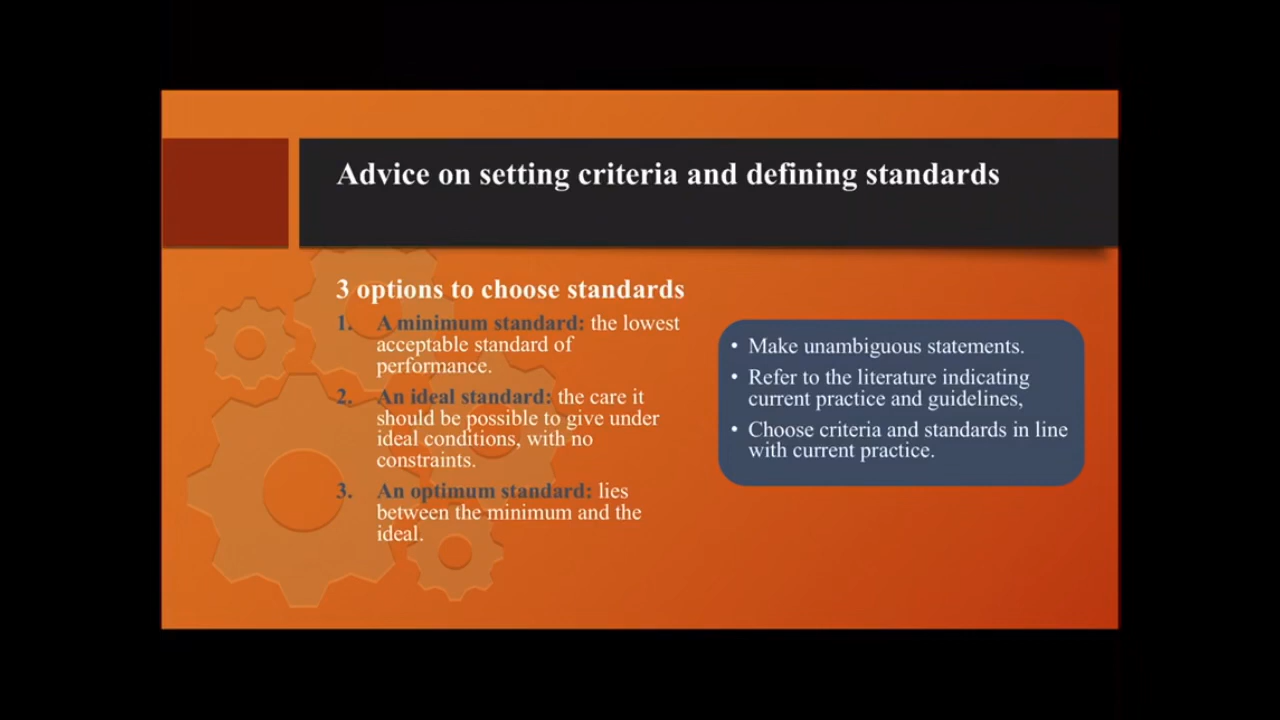 Advice on setting criteria and defining standards
3 options to choose standards
1. A minimum standard: the lowest
acceptable standard of
performance.
2. An ideal standard: the care it
should be possible to give under
ideal conditions, with no
constraints.
3. An optimum standard: lies
between the minimum and the
ideal.
• Make unambiguous statements.
• Refer to the literature indicating
current practice and guidelines,
• Choose criteria and standards in line
with current practice.